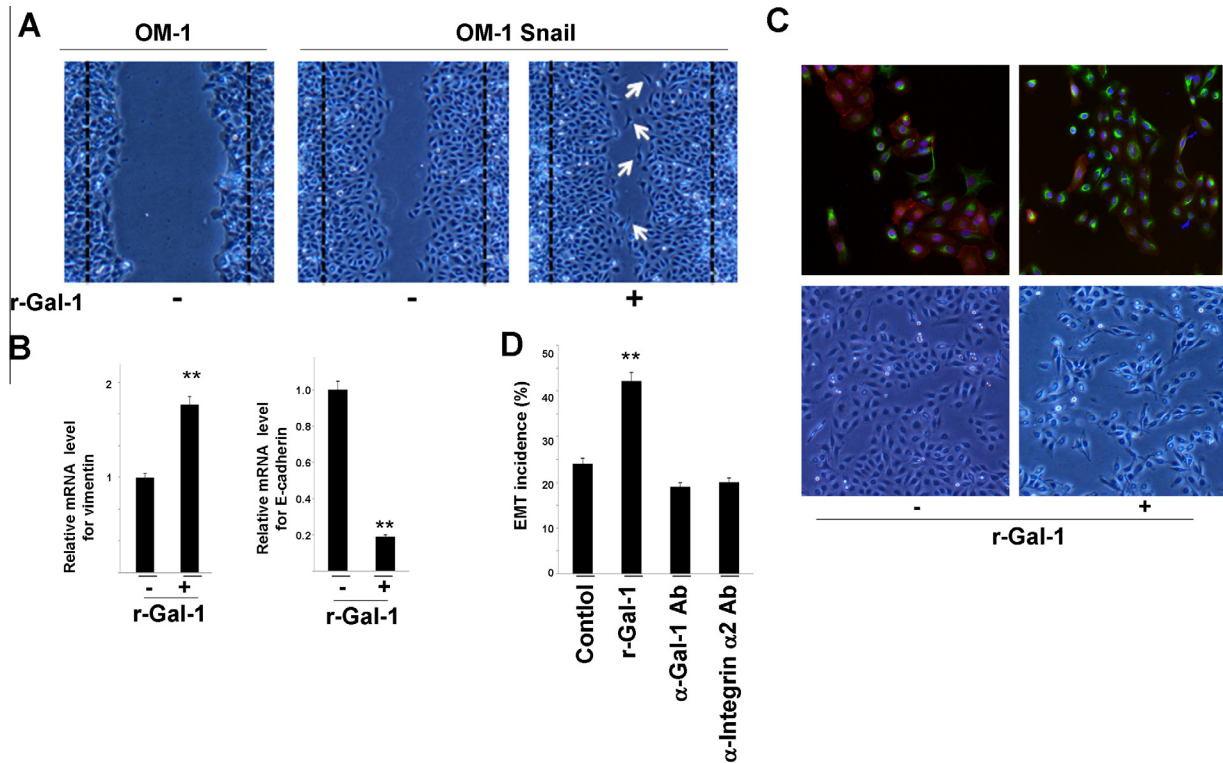 A
OM-1
OM-1 Snail
r-Gal-1
-
-
+
B
Relative mRNA level
for vimentin
2
1
**
-
+
r-Gal-1
Relative mRNA level
for E-cadherin
1.0
0.8
0.6
0.4
0.2
**
-
+
r-Gal-1
D
EMT incidence (%)
50
40
30
20
10
0
**
Contlol
r-Gal-1
α-Gal-1 Ab
α-Integrin α2 Ab
C
-
+
r-Gal-1